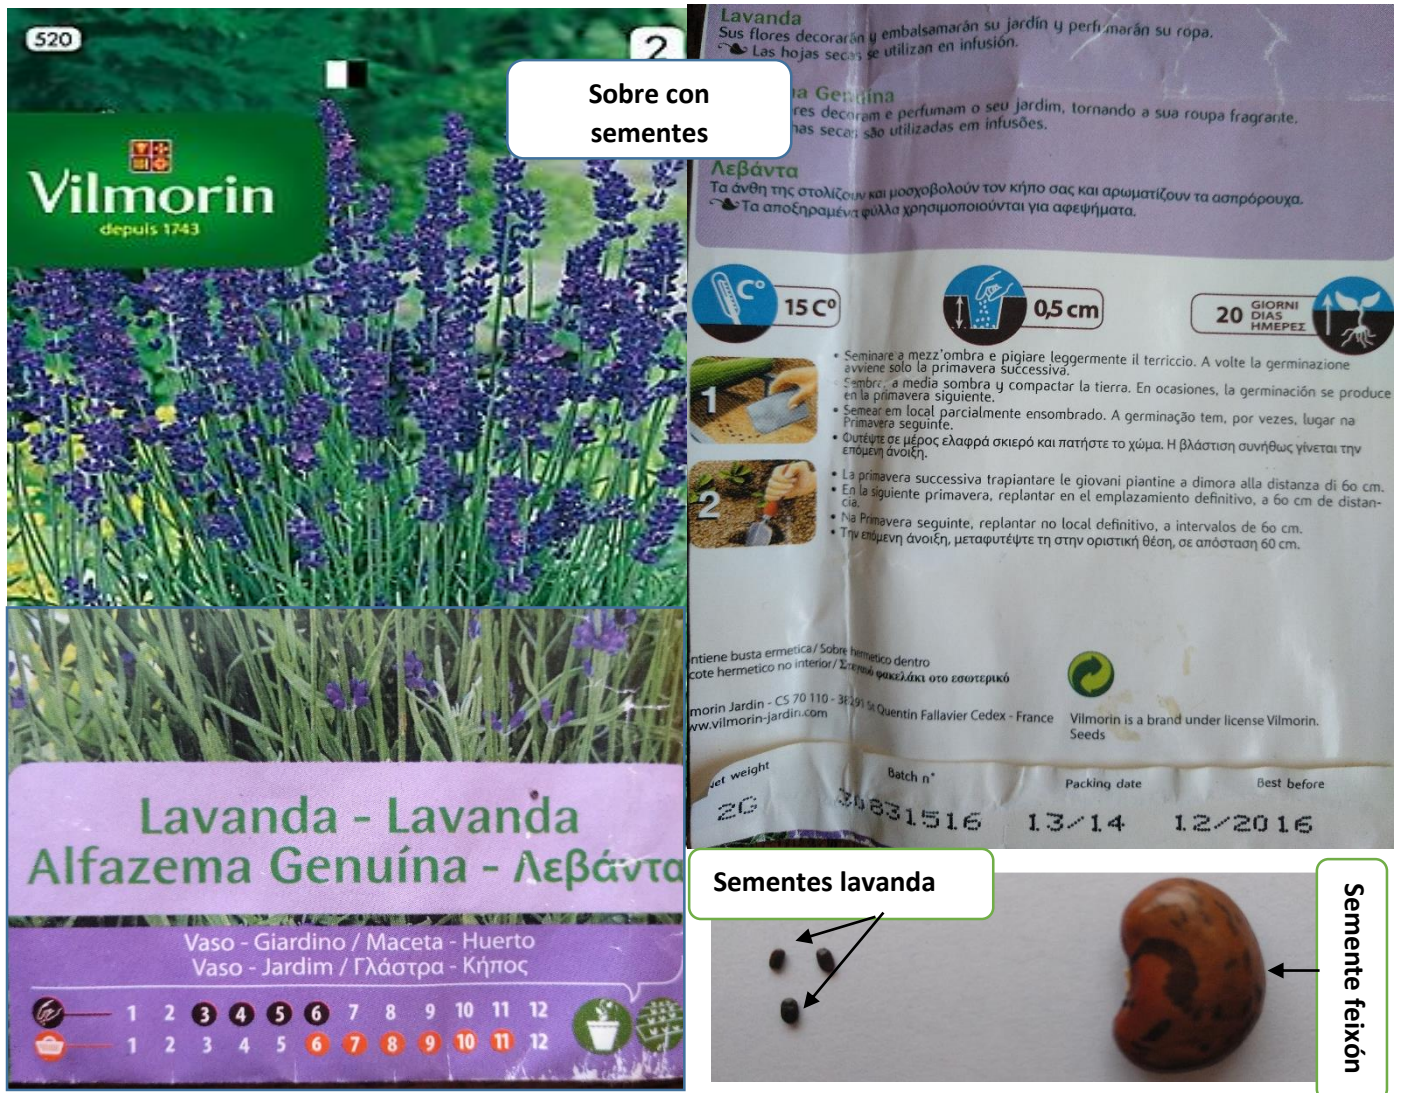 520
2
Sobre con
sementes
Vilmorin
depuis 1743
Lavanda
Sus flores decorarán y embalsamarán su jardín y perfumarán su ropa.
Las hojas secas se utilizan en infusión.
Genuína
decoram e perfumam o seu jardim, tornando a sua roupa fragrante.
secas são utilizadas em infusões.
Λεβάντα
Τα άνθη της στολίζουν και μοσχοβολούν τον κήπο σας και αρωματίζουν τα ασπρόρουχα.
Τα αποξηραμένα φύλλα χρησιμοποιούνται για αφεψήματα.
C°
15 C°
0,5 cm
20 GIORNI
DIAS
ΗΜΕΡΕΣ
1
• Seminare a mezz'ombra e pigiare leggermente il terriccio. A volte la germinazione
avviene solo la primavera successiva.
Sembrar a media sombra y compactar la tierra. En ocasiones, la germinación se produce
en la primavera siguiente.
• Semear em local parcialmente ensombrado. A germinação tem, por vezes, lugar na
Primavera seguinte.
• Φυτέψτε σε μέρος ελαφρά σκιερό και πατήστε το χώμα. Η βλάστιση συνήθως γίνεται την
επόμενη άνοιξη.
2
• La primavera successiva trapiantare le giovani piantine a dimora alla distanza di 60 cm.
• En la siguiente primavera, replantar en el emplazamiento definitivo, a 60 cm de distan-
cia.
• Na Primavera seguinte, replantar no local definitivo, a intervalos de 60 cm.
• Την επόμενη άνοιξη, μεταφυτέψτε τη στην οριστική θέση, σε απόσταση 60 cm.
ntiene busta ermetica/ Sobre hermetico dentro
cote hermetico no interior/ Στεγανό φακελάκι στο εσωτερικό
morin Jardin - CS 70 110 - 38291 St Quentin Fallavier Cedex - France
ww.vilmorin-jardin.com
Vilmorin is a brand under license Vilmorin.
Seeds
Net weight
Batch n°
Packing date
Best before
2G
30831516
13/14
12/2016
Lavanda - Lavanda
Alfazema Genuína - Λεβάντα
Vaso - Giardino / Maceta - Huerto
Vaso - Jardim / Γλάστρα - Κήπος
1 2 3 4 5 6 7 8 9 10 11 12
1 2 3 4 5 6 7 8 9 10 11 12
Sementes lavanda
Semente feixón